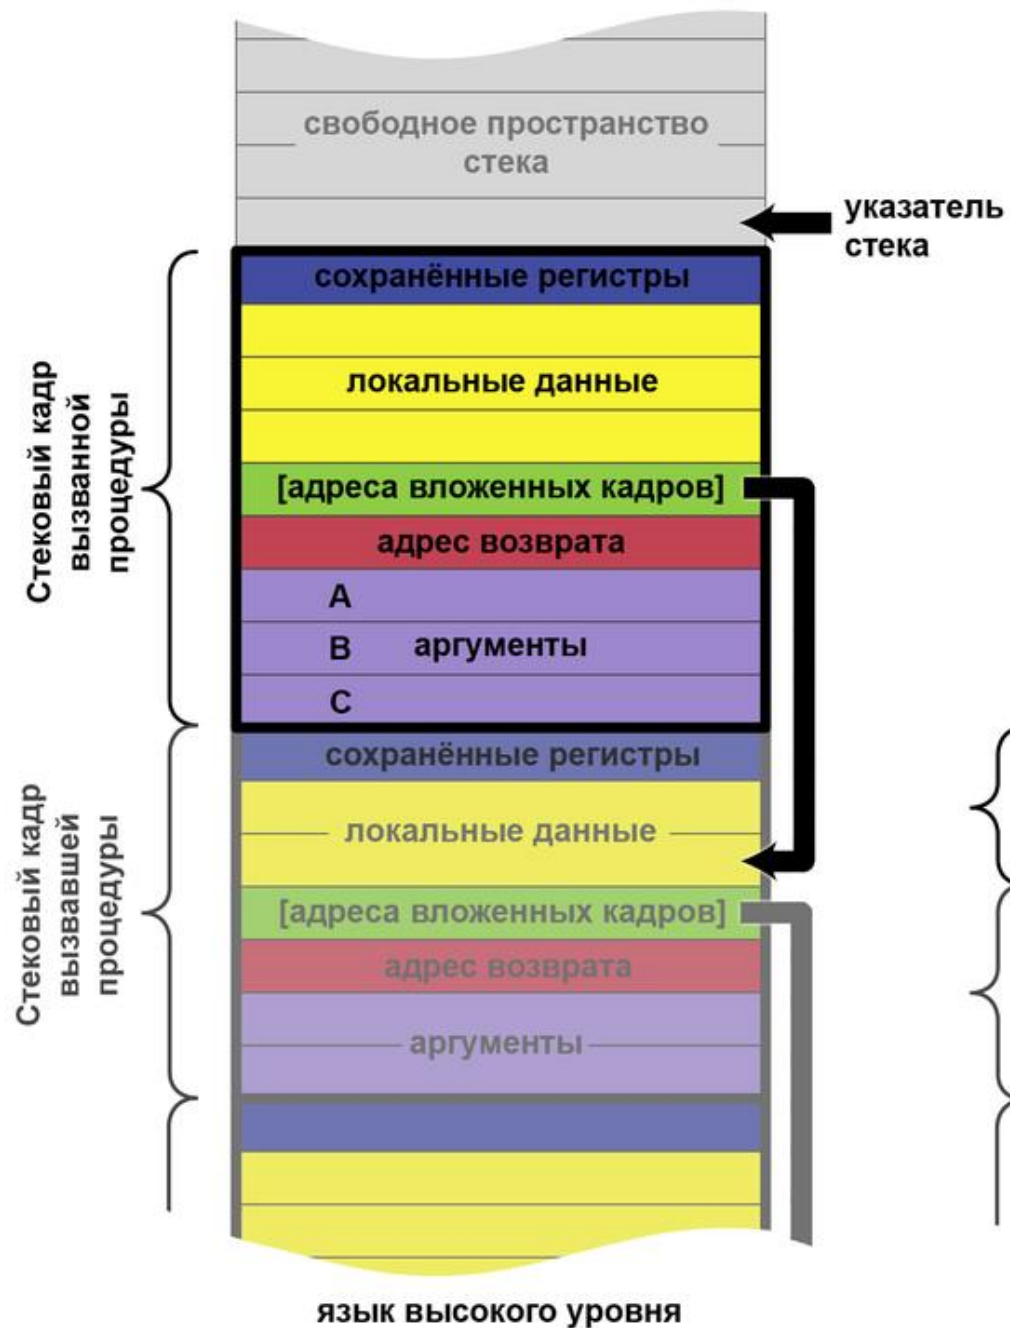 свободное пространство
стека
указатель
стека
сохранённые регистры
локальные данные
[адреса вложенных кадров]
адрес возврата
A
B аргументы
C
Стековый кадр
вызванной
процедуры
сохранённые регистры
локальные данные
[адреса вложенных кадров]
адрес возврата
аргументы
Стековый кадр
вызвавшей
процедуры
язык высокого уровня